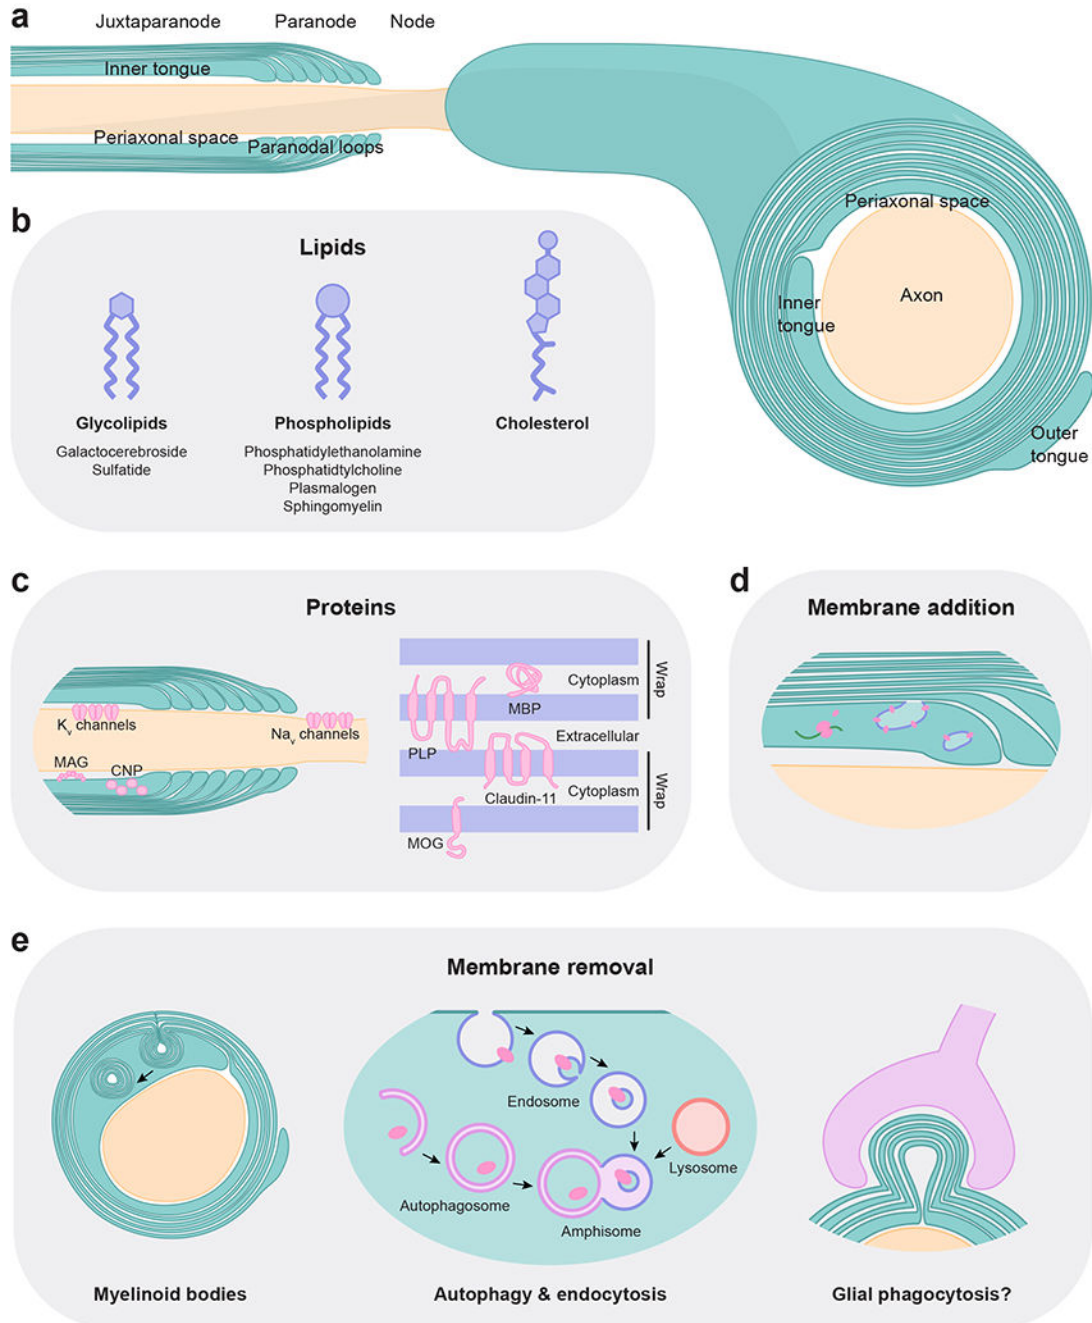 a
Juxtaparanode
Paranode
Node
Inner tongue
Periaxonal space
Paranodal loops
Periaxonal space
Inner
tongue
Axon
Outer
tongue
b
Lipids
Glycolipids
Galactocerebroside
Sulfatide
Phospholipids
Phosphatidylethanolamine
Phosphatidtylcholine
Plasmalogen
Sphingomyelin
Cholesterol
c
Proteins
Kv channels
Nav channels
MAG
CNP
Cytoplasm
Wrap
MBP
Extracellular
PLP
Claudin-11
Cytoplasm
Wrap
MOG
d
Membrane addition
e
Membrane removal
Endosome
Lysosome
Autophagosome
Amphisome
Myelinoid bodies
Autophagy & endocytosis
Glial phagocytosis?